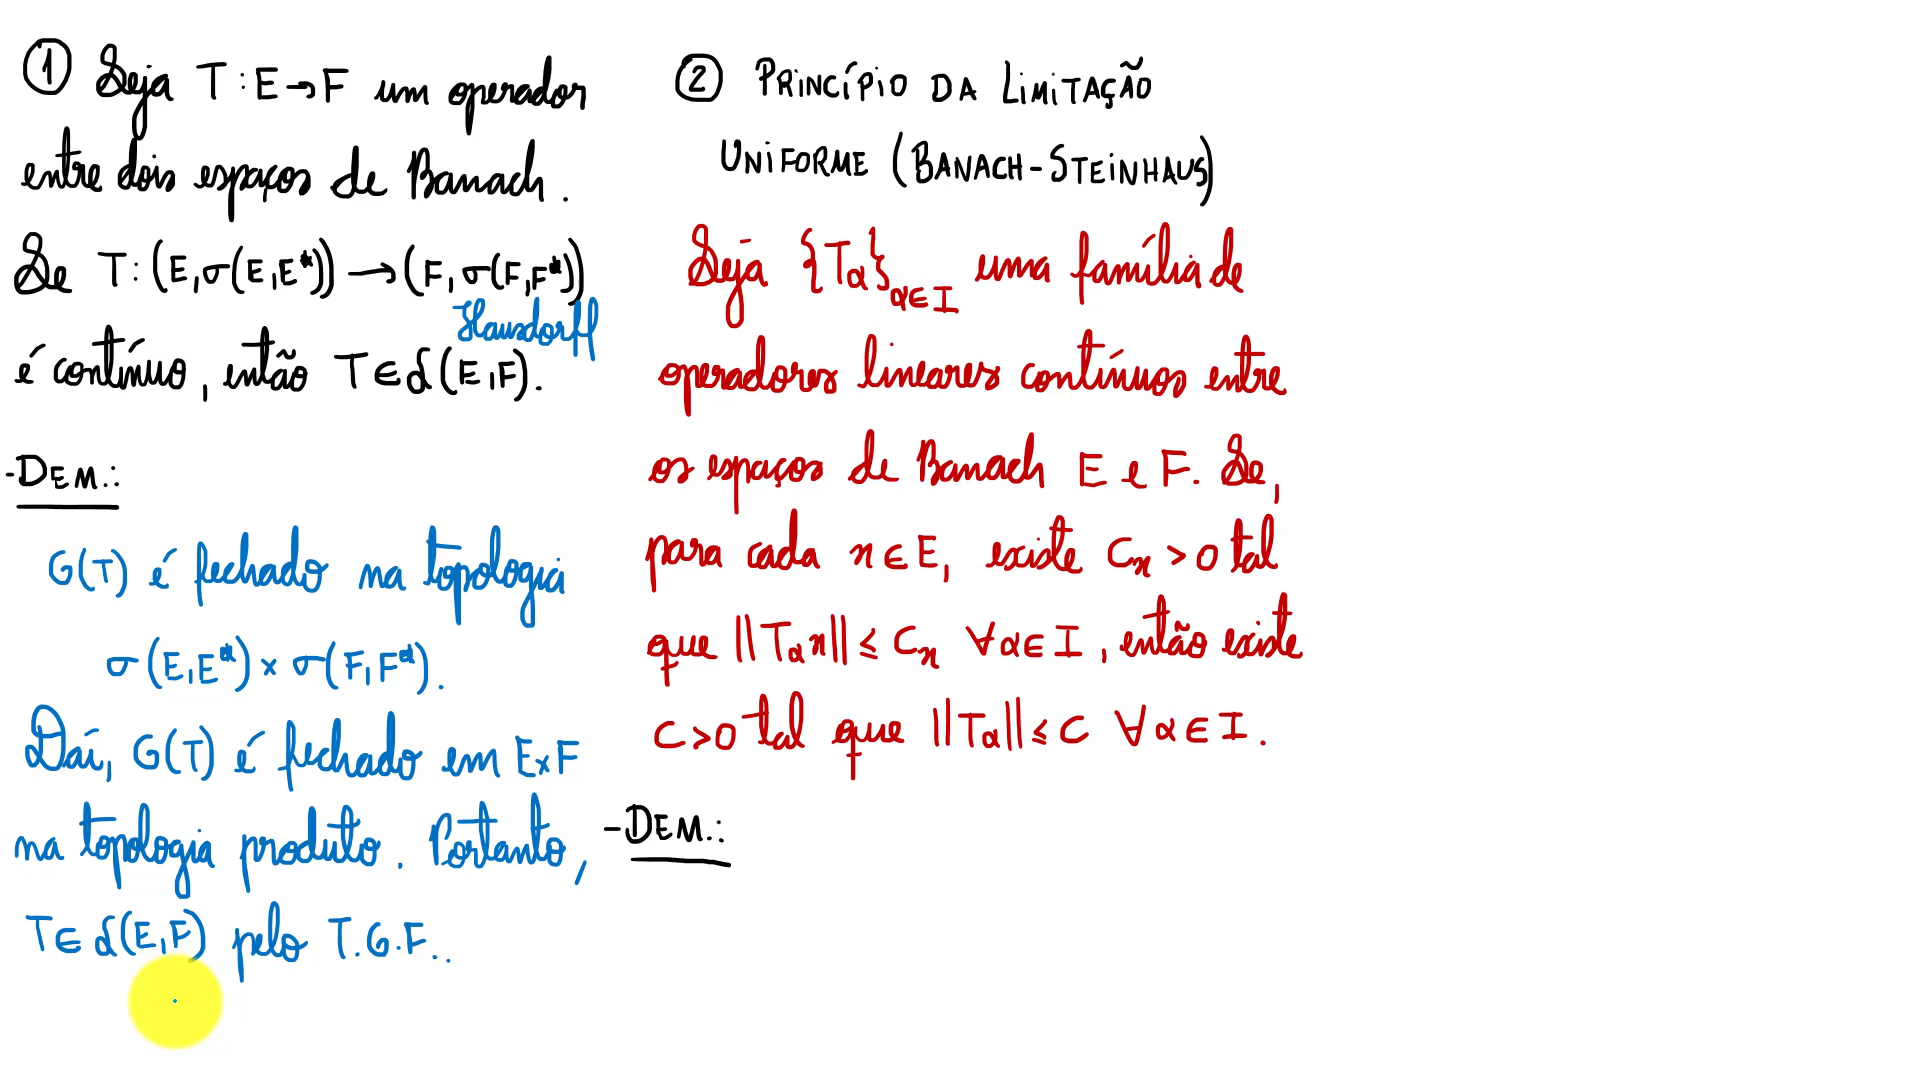 ① Seja T: E→F um operador
entre dois espaços de Banach.
Se T: (E, σ(E,E*)) → (F, σ(F,F*))
Hausdorff
é contínuo, então T ∈ ℒ(E,F).
-DEM.:
G(T) é fechado na topologia
σ(E,E*) × σ(F,F*).
Daí, G(T) é fechado em E×F
na topologia produto. Portanto,
T ∈ ℒ(E,F) pelo T.G.F..
② PRINCÍPIO DA LIMITAÇÃO
UNIFORME (BANACH-STEINHAUS)
Seja {Tα}α∈I uma família de
operadores lineares contínuos entre
os espaços de Banach E e F. Se,
para cada x ∈ E, existe Cx > 0 tal
que ||Tα x|| ≤ Cx ∀α ∈ I, então existe
C > 0 tal que ||Tα|| ≤ C ∀α ∈ I.
-DEM.: